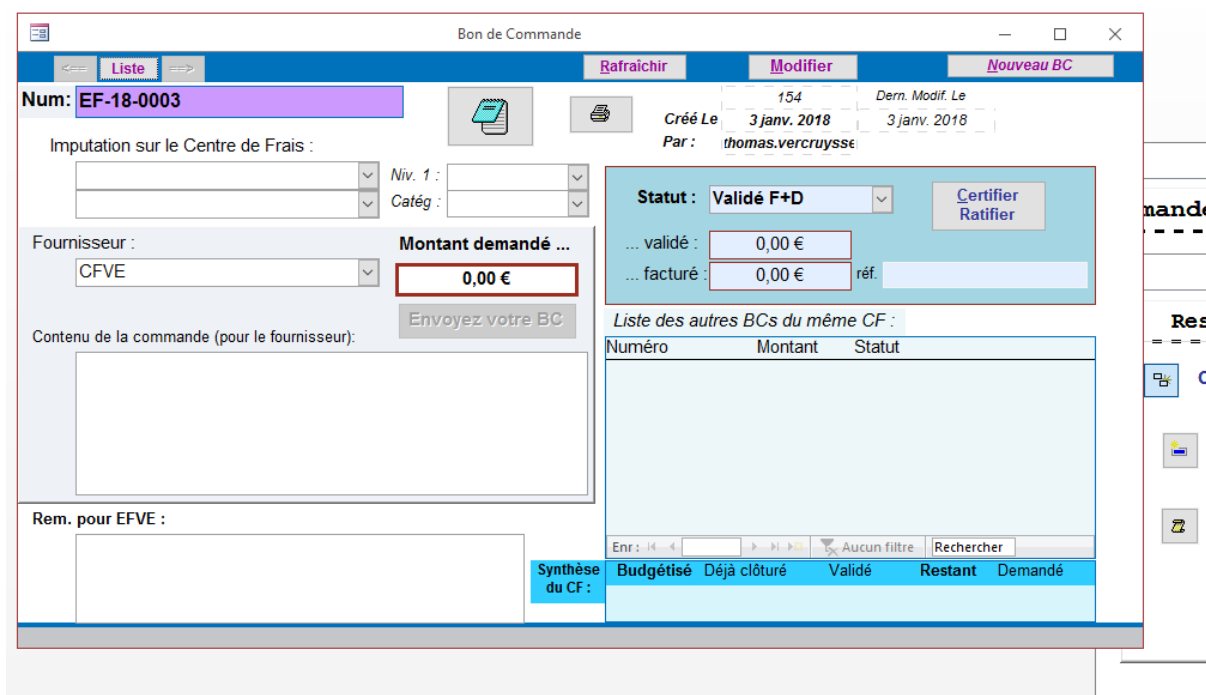 Bon de Commande
<== Liste ==> Rafraîchir Modifier Nouveau BC
Num: EF-18-0003
154 Dern. Modif. Le
Créé Le 3 janv. 2018 3 janv. 2018
Par : thomas.vercruysse
Imputation sur le Centre de Frais :
Niv. 1 :
Catég :
Statut : Validé F+D
Certifier
Ratifier
... validé : 0,00 €
... facturé : 0,00 € réf.
Fournisseur : Montant demandé ...
CFVE
0,00 €
Envoyez votre BC
Contenu de la commande (pour le fournisseur):
Liste des autres BCs du même CF :
Numéro Montant Statut
Rem. pour EFVE :
Enr : Aucun filtre Rechercher
Synthèse
du CF :
Budgétisé Déjà clôturé Validé Restant Demandé
mande
Res